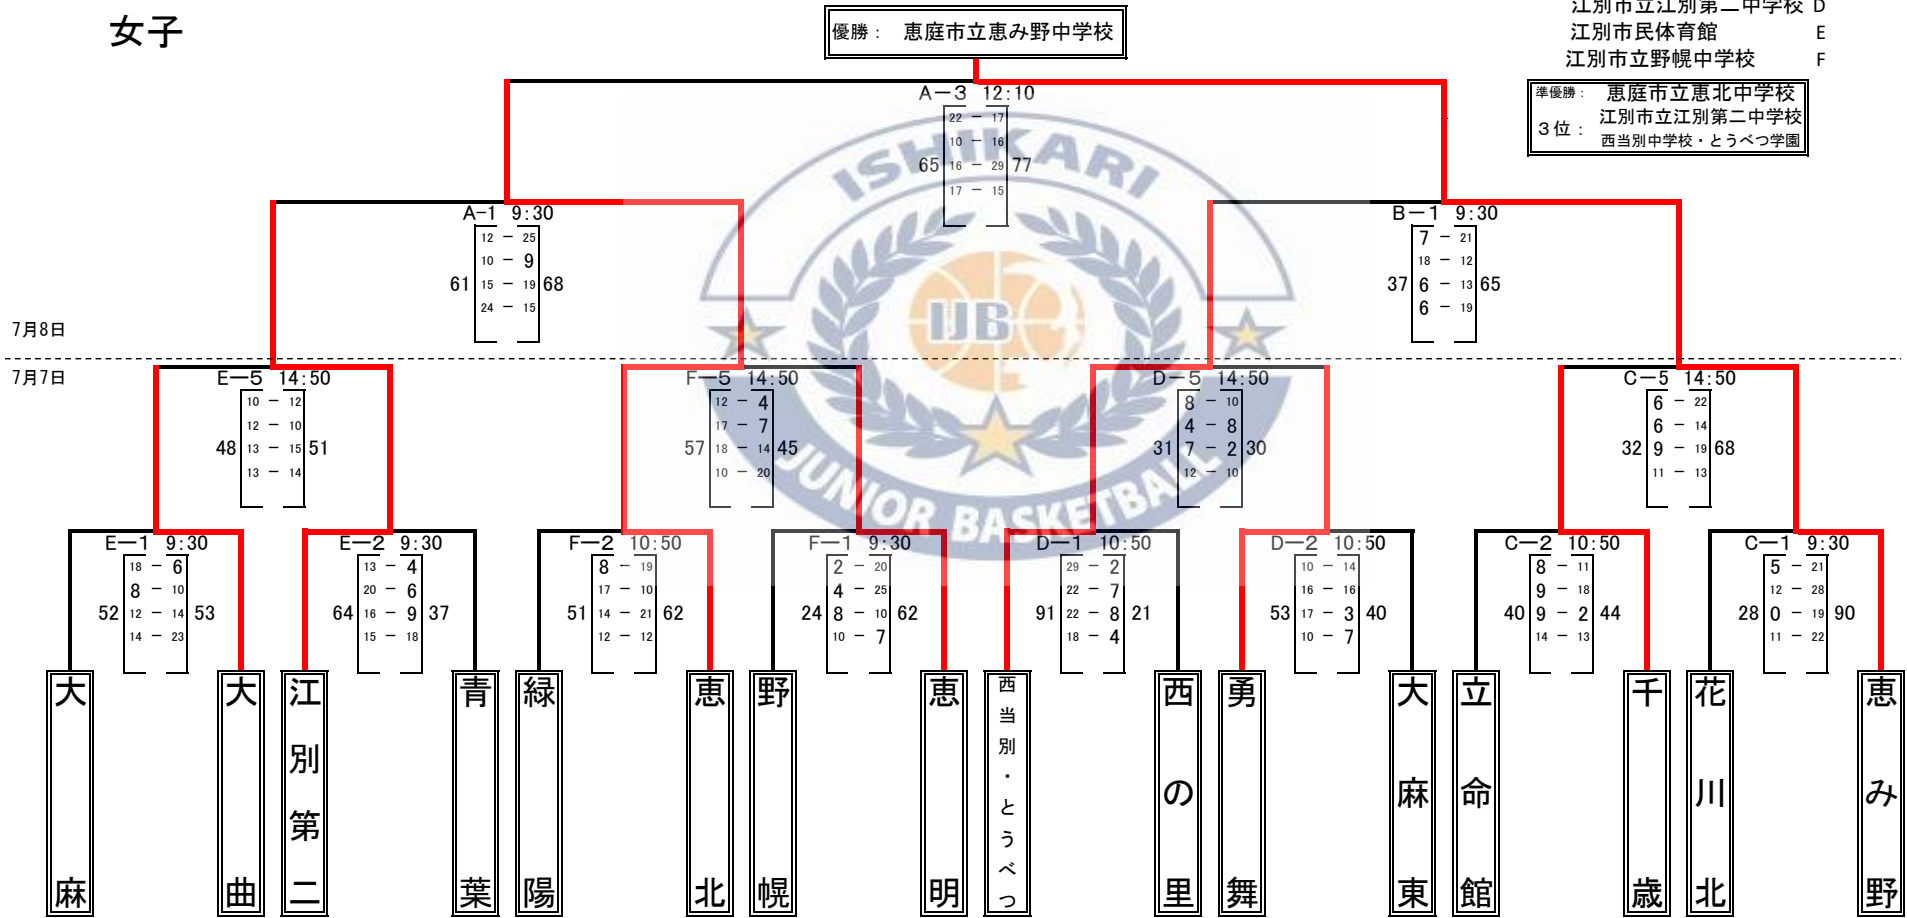 女子
優勝： 恵庭市立恵み野中学校
江別市立江別第二中学校 D
江別市民体育館 E
江別市立野幌中学校 F
準優勝： 恵庭市立恵北中学校
３位： 江別市立江別第二中学校
西当別中学校・とうべつ学園
A－3 12:10
22 － 17
10 － 16
65 16 － 29 77
17 － 15
A-1 9:30
12 － 25
10 － 9
61 15 － 19 68
24 － 15
B－1 9:30
7 － 21
18 － 12
37 6 － 13 65
6 － 19
ISHIKARI
IJB
JUNIOR BASKETBALL
7月8日
7月7日
E－5 14:50
10 － 12
12 － 10
48 13 － 15 51
13 － 14
F－5 14:50
12 － 4
17 － 7
57 18 － 14 45
10 － 20
D－5 14:50
8 － 10
4 － 8
31 7 － 2 30
12 － 10
C－5 14:50
6 － 22
6 － 14
32 9 － 19 68
11 － 13
E－1 9:30
18 － 6
8 － 10
52 12 － 14 53
14 － 23
E－2 9:30
13 － 4
20 － 6
64 16 － 9 37
15 － 18
F－2 10:50
8 － 19
17 － 10
51 14 － 21 62
12 － 12
F－1 9:30
2 － 20
4 － 25
24 8 － 10 62
10 － 7
D－1 10:50
29 － 2
22 － 7
91 22 － 8 21
18 － 4
D－2 10:50
10 － 14
16 － 16
53 17 － 3 40
10 － 7
C－2 10:50
8 － 11
9 － 18
40 9 － 2 44
14 － 13
C－1 9:30
5 － 21
12 － 28
28 0 － 19 90
11 － 22
大麻
大曲
江別第二
青葉
緑陽
恵北
野幌
恵明
西当別・とうべつ
西の里
勇舞
大麻東
立命館
千歳
花川北
恵み野